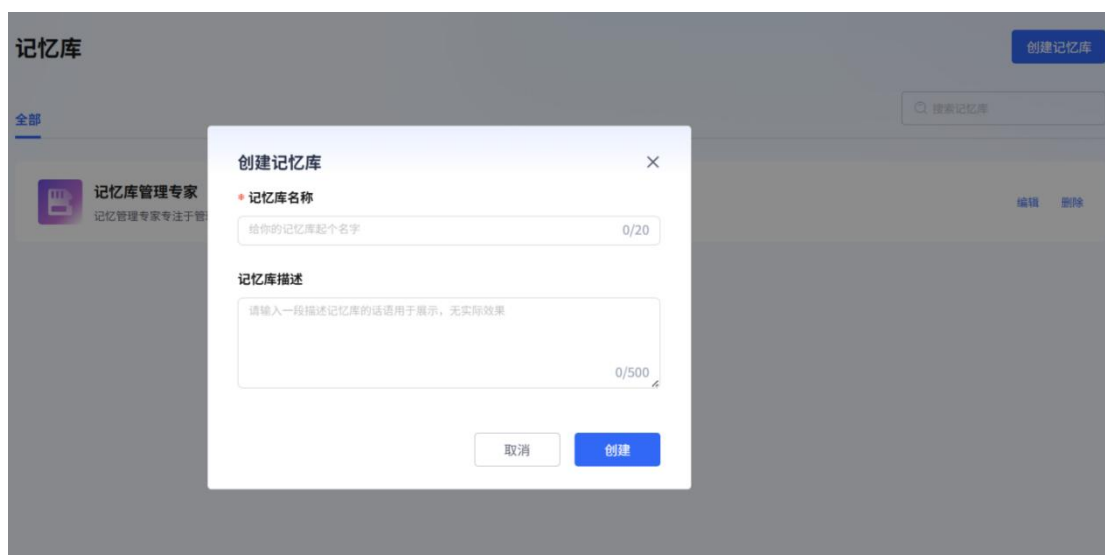 记忆库
创建记忆库
搜索记忆库
全部
记忆库管理专家
记忆管理专家专注于管
编辑 删除
创建记忆库
* 记忆库名称
给你的记忆库起个名字 0/20
记忆库描述
请输入一段描述记忆库的话语用于展示，无实际效果
0/500
取消 创建